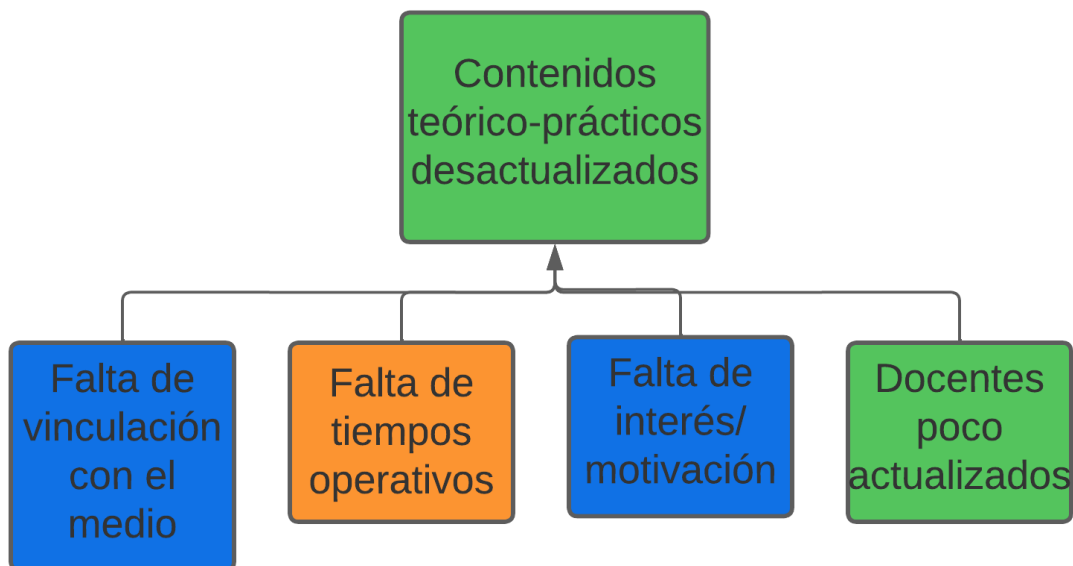 Contenidos
teórico-prácticos
desactualizados
Falta de
vinculación
con el
medio
Falta de
tiempos
operativos
Falta de
interés/
motivación
Docentes
poco
actualizados